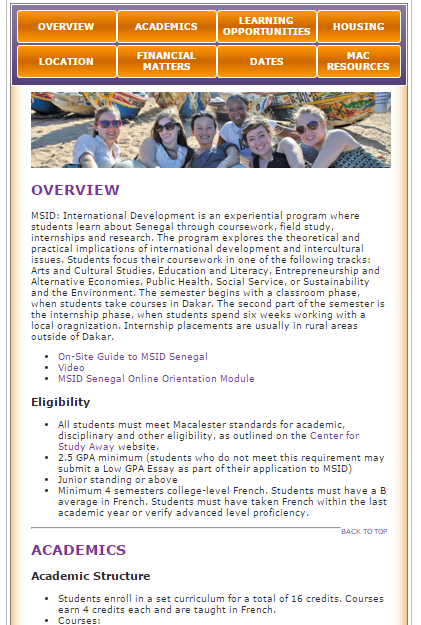 OVERVIEW
ACADEMICS
LEARNING OPPORTUNITIES
HOUSING
LOCATION
FINANCIAL MATTERS
DATES
MAC RESOURCES
OVERVIEW
MSID: International Development is an experiential program where
students learn about Senegal through coursework, field study,
internships and research. The program explores the theoretical and
practical implications of international development and intercultural
issues. Students focus their coursework in one of the following tracks:
Arts and Cultural Studies, Education and Literacy, Entrepreneurship and
Alternative Economies, Public Health, Social Service, or Sustainability
and the Environment. The semester begins with a classroom phase,
when students take courses in Dakar. The second part of the semester is
the internship phase, when students spend six weeks working with a
local oragnization. Internship placements are usually in rural areas
outside of Dakar.
• On-Site Guide to MSID Senegal
• Video
• MSID Senegal Online Orientation Module
Eligibility
• All students must meet Macalester standards for academic,
disciplinary and other eligibility, as outlined on the Center for
Study Away website.
• 2.5 GPA minimum (students who do not meet this requirement may
submit a Low GPA Essay as part of their application to MSID)
• Junior standing or above
• Minimum 4 semesters college-level French. Students must have a B
average in French. Students must have taken French within the last
academic year or verify advanced level proficiency.
BACK TO TOP
ACADEMICS
Academic Structure
• Students enroll in a set curriculum for a total of 16 credits. Courses
earn 4 credits each and are taught in French.
• Courses: